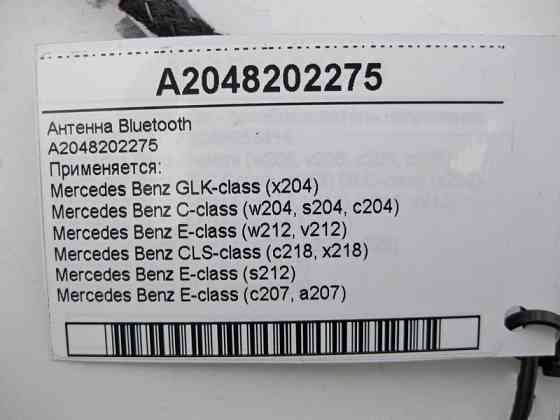 A2048202275
Антенна Bluetooth
A2048202275
Применяется:
Mercedes Benz GLK-class (x204)
Mercedes Benz C-class (w204, s204, c204)
Mercedes Benz E-class (w212, v212)
Mercedes Benz CLS-class (c218, x218)
Mercedes Benz E-class (s212)
Mercedes Benz E-class (c207, a207)